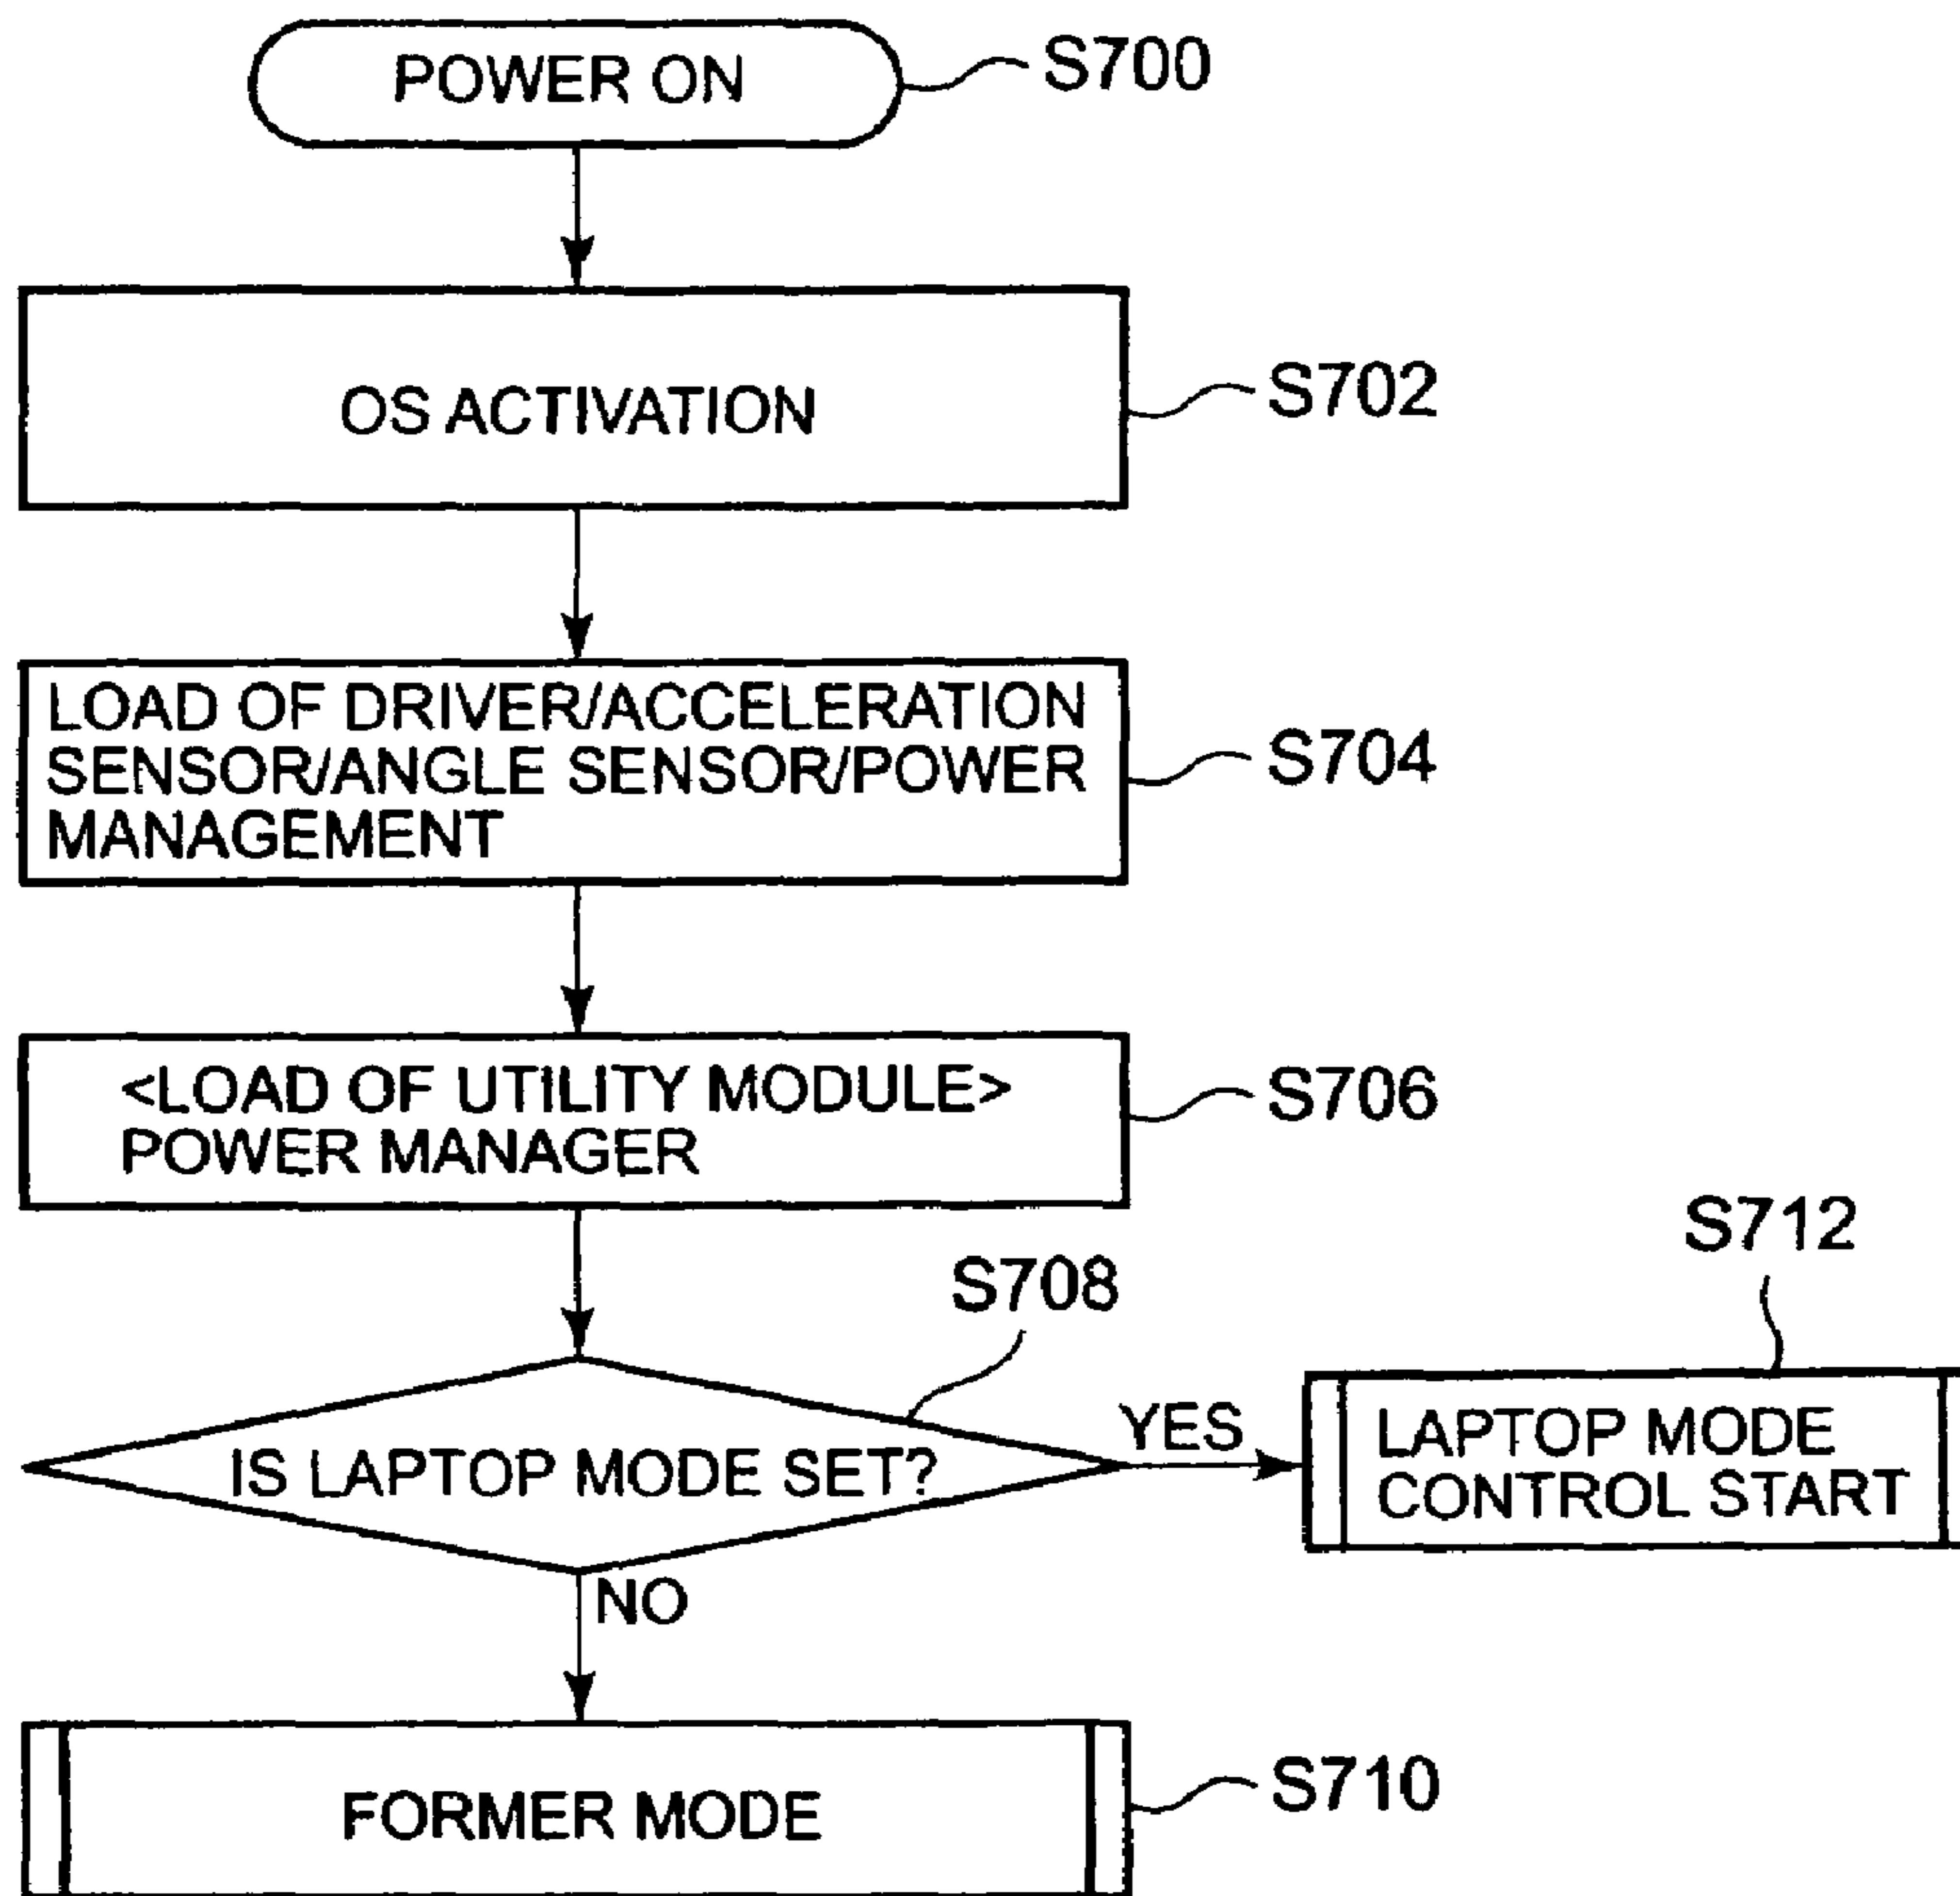 POWER ON
S700
OS ACTIVATION
S702
LOAD OF DRIVER/ACCELERATION
SENSOR/ANGLE SENSOR/POWER
MANAGEMENT
S704
<LOAD OF UTILITY MODULE>
POWER MANAGER
S706
S708
IS LAPTOP MODE SET?
YES
S712
LAPTOP MODE
CONTROL START
NO
FORMER MODE
S710